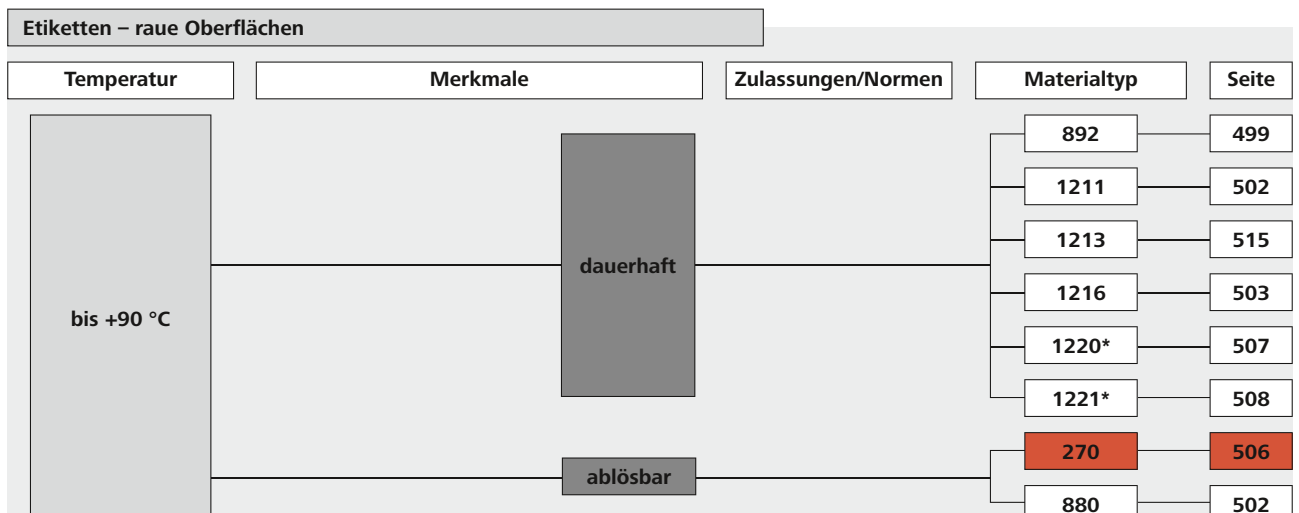 Etiketten – raue Oberflächen
Temperatur Merkmale Zulassungen/Normen Materialtyp Seite
892 499
1211 502
1213 515
dauerhaft
1216 503
bis +90 °C
1220* 507
1221* 508
270 506
ablösbar
880 502